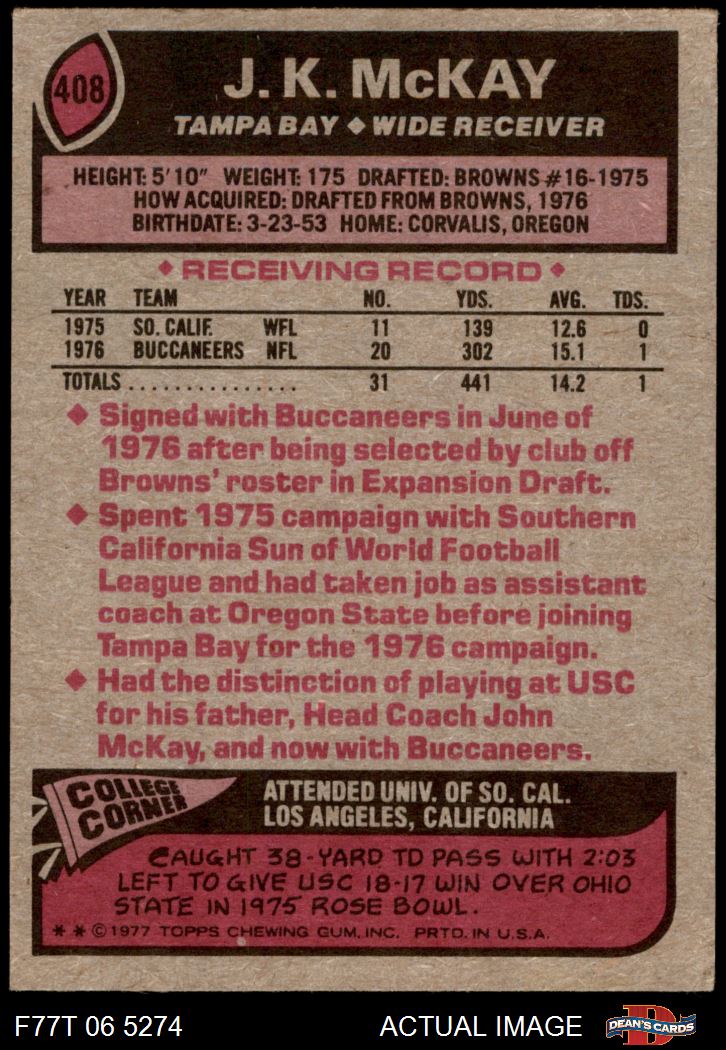 408
J. K. McKAY
TAMPA BAY ◆ WIDE RECEIVER
HEIGHT: 5'10" WEIGHT: 175 DRAFTED: BROWNS #16-1975
HOW ACQUIRED: DRAFTED FROM BROWNS, 1976
BIRTHDATE: 3-23-53 HOME: CORVALIS, OREGON
◆ RECEIVING RECORD ◆
YEAR TEAM NO. YDS. AVG. TDS.
1975 SO. CALIF. WFL 11 139 12.6 0
1976 BUCCANEERS NFL 20 302 15.1 1
TOTALS ............... 31 441 14.2 1
◆ Signed with Buccaneers in June of
1976 after being selected by club off
Browns' roster in Expansion Draft.
◆ Spent 1975 campaign with Southern
California Sun of World Football
League and had taken job as assistant
coach at Oregon State before joining
Tampa Bay for the 1976 campaign.
◆ Had the distinction of playing at USC
for his father, Head Coach John
McKay, and now with Buccaneers.
COLLEGE
CORNER
ATTENDED UNIV. OF SO. CAL.
LOS ANGELES, CALIFORNIA
CAUGHT 38-YARD TD PASS WITH 2:03
LEFT TO GIVE USC 18-17 WIN OVER OHIO
STATE IN 1975 ROSE BOWL.
* * © 1977 TOPPS CHEWING GUM, INC. PRTD. IN U.S.A.
F77T 06 5274 ACTUAL IMAGE D DEAN'S CARDS